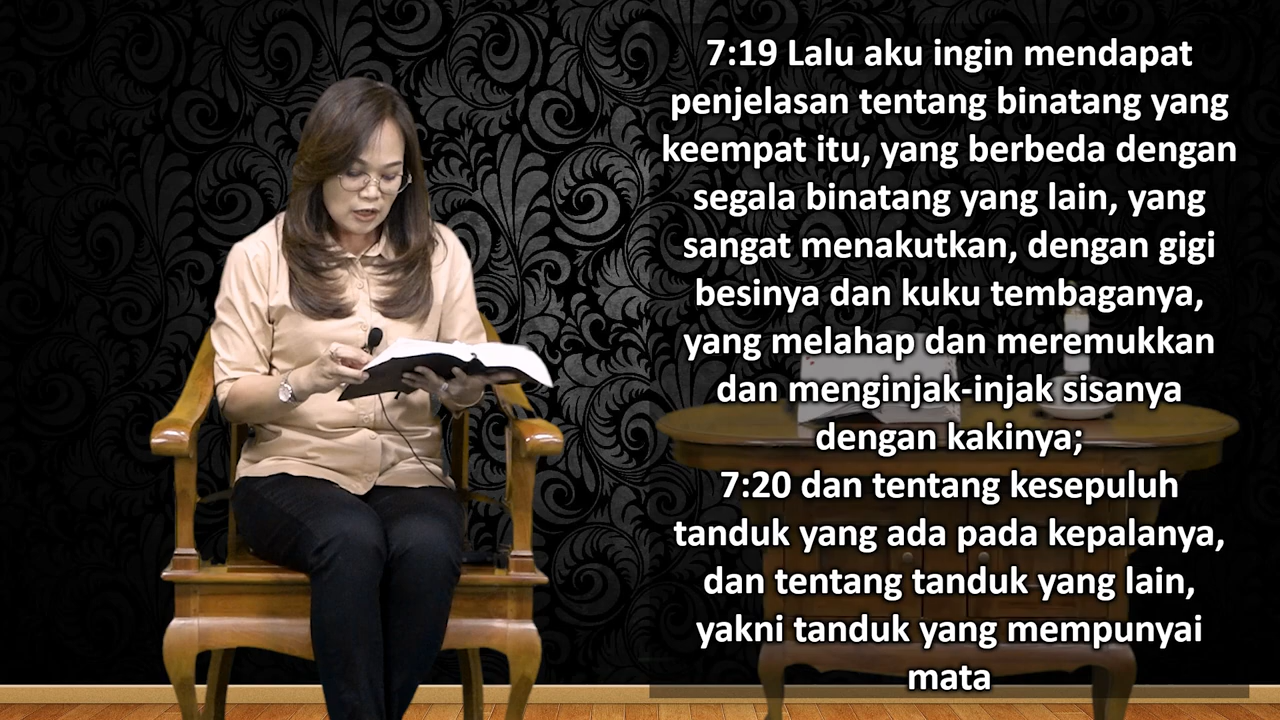 7:19 Lalu aku ingin mendapat
penjelasan tentang binatang yang
keempat itu, yang berbeda dengan
segala binatang yang lain, yang
sangat menakutkan, dengan gigi
besinya dan kuku tembaganya,
yang melahap dan meremukkan
dan menginjak-injak sisanya
dengan kakinya;
7:20 dan tentang kesepuluh
tanduk yang ada pada kepalanya,
dan tentang tanduk yang lain,
yakni tanduk yang mempunyai
mata